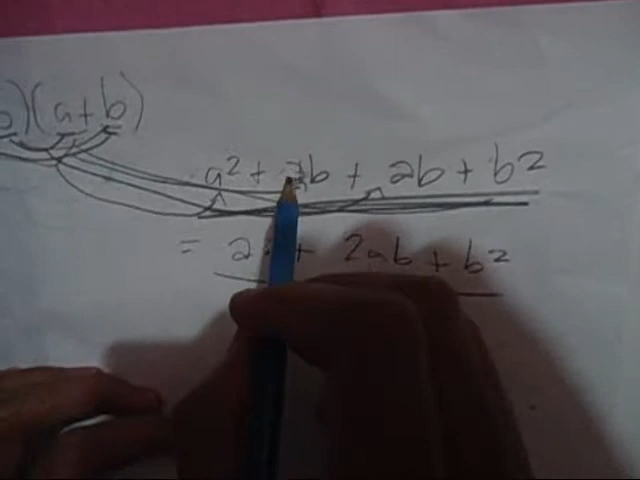 b)(a+b)
a²+ab+ab+b²
= a²+2ab+b²